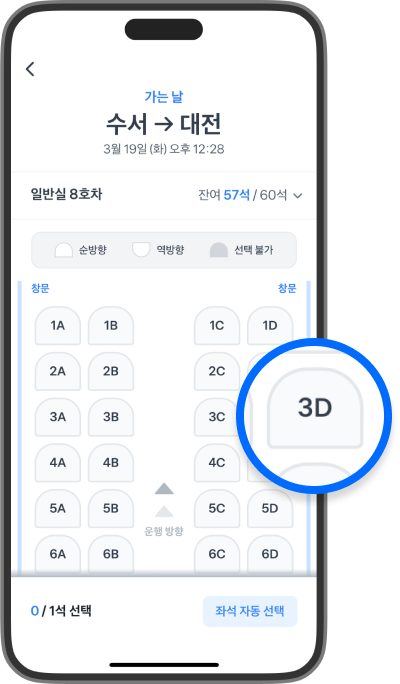 가는 날
수서 → 대전
3월 19일 (화) 오후 12:28
일반실 8호차 잔여 57석 / 60석
순방향 역방향 선택 불가
창문 창문
1A 1B 1C 1D
2A 2B 2C
3A 3B 3C 3D
4A 4B 4C
5A 5B 5C 5D
운행 방향
6A 6B 6C 6D
0 / 1석 선택 좌석 자동 선택